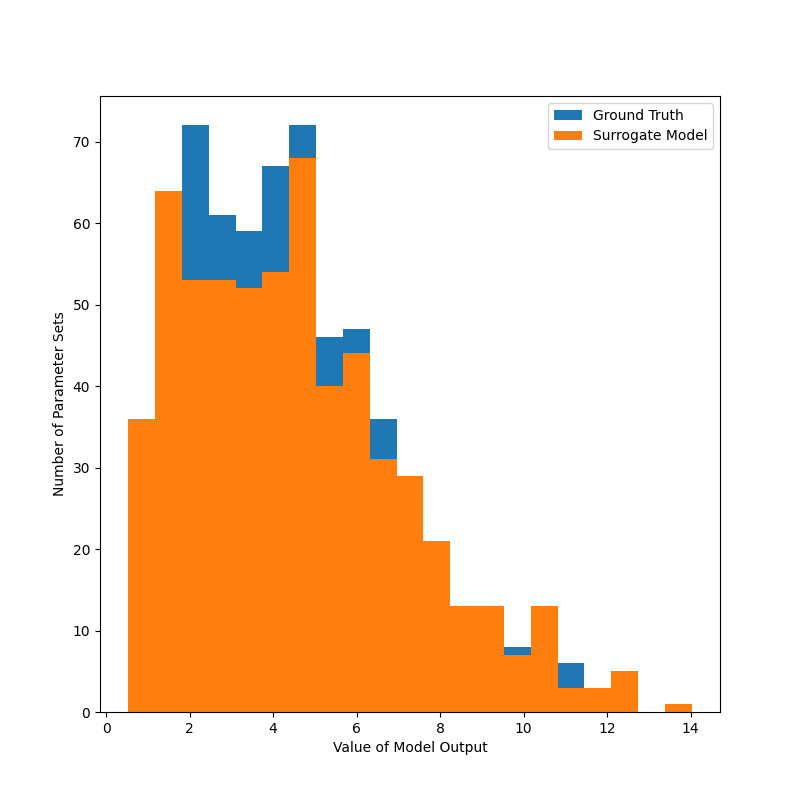 Ground Truth
Surrogate Model
70
60
50
40
30
20
10
0
Number of Parameter Sets
0 2 4 6 8 10 12 14
Value of Model Output